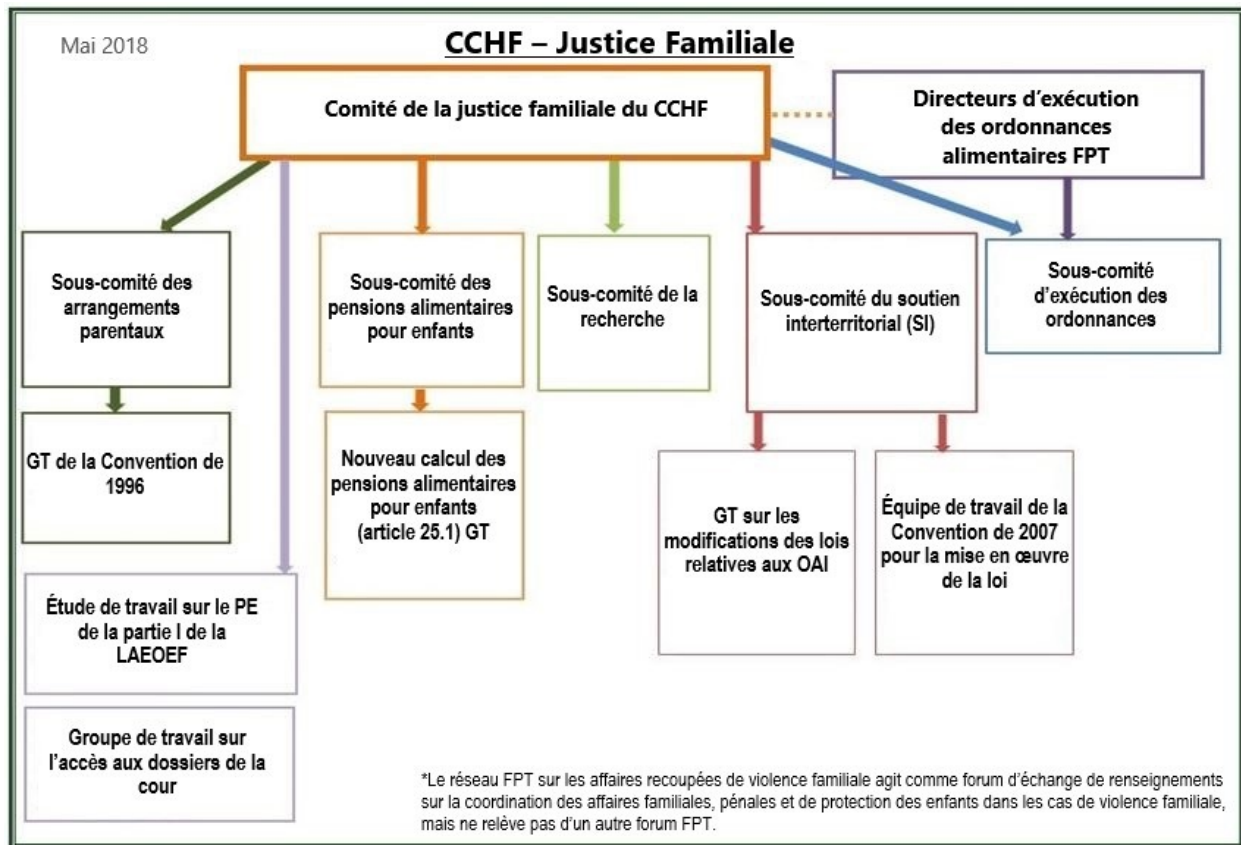 Mai 2018
CCHF – Justice Familiale
Comité de la justice familiale du CCHF
Directeurs d'exécution
des ordonnances
alimentaires FPT
Sous-comité des
arrangements
parentaux
Sous-comité des
pensions alimentaires
pour enfants
Sous-comité de la
recherche
Sous-comité du soutien
interterritorial (SI)
Sous-comité
d'exécution des
ordonnances
GT de la Convention de
1996
Nouveau calcul des
pensions alimentaires
pour enfants
(article 25.1) GT
GT sur les
modifications des lois
relatives aux OAI
Équipe de travail de la
Convention de 2007
pour la mise en œuvre
de la loi
Étude de travail sur le PE
de la partie I de la
LAEOEF
Groupe de travail sur
l'accès aux dossiers de la
cour
*Le réseau FPT sur les affaires recoupées de violence familiale agit comme forum d'échange de renseignements
sur la coordination des affaires familiales, pénales et de protection des enfants dans les cas de violence familiale,
mais ne relève pas d'un autre forum FPT.